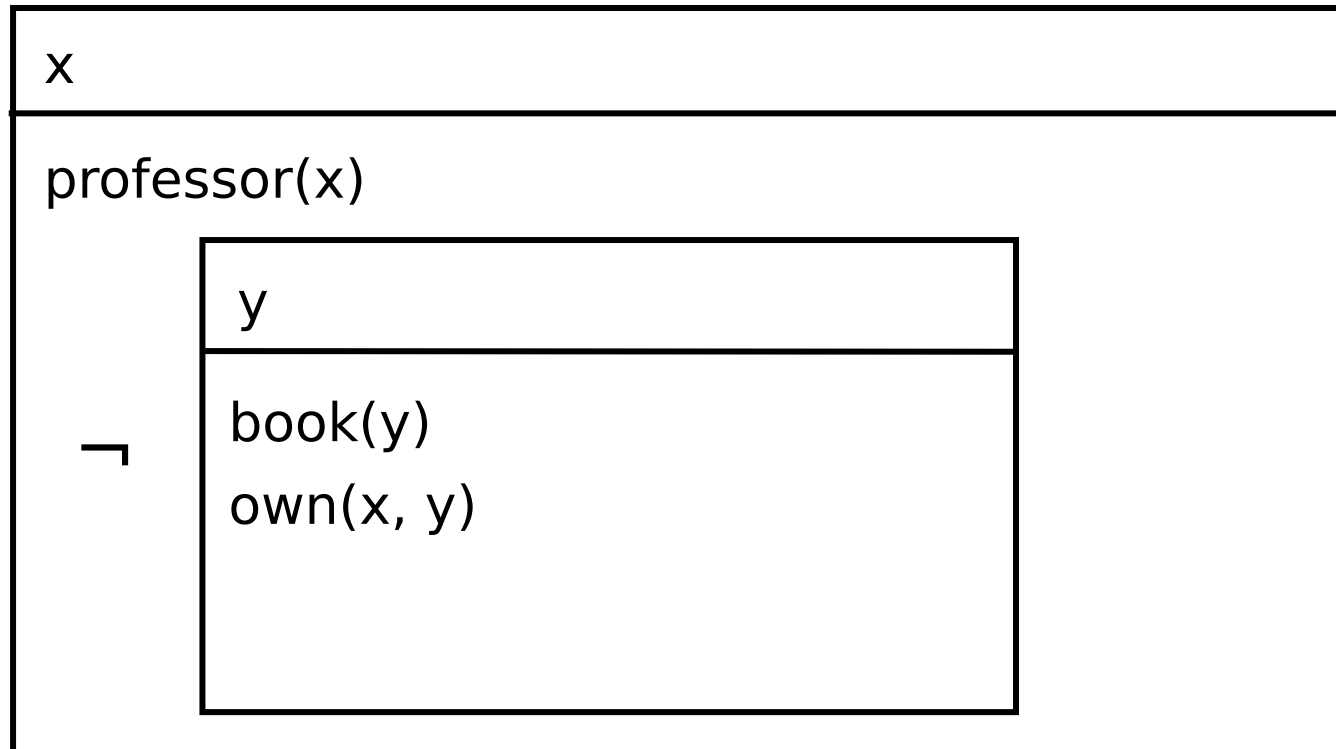 x
professor(x)
y
book(y)
¬
own(x, y)